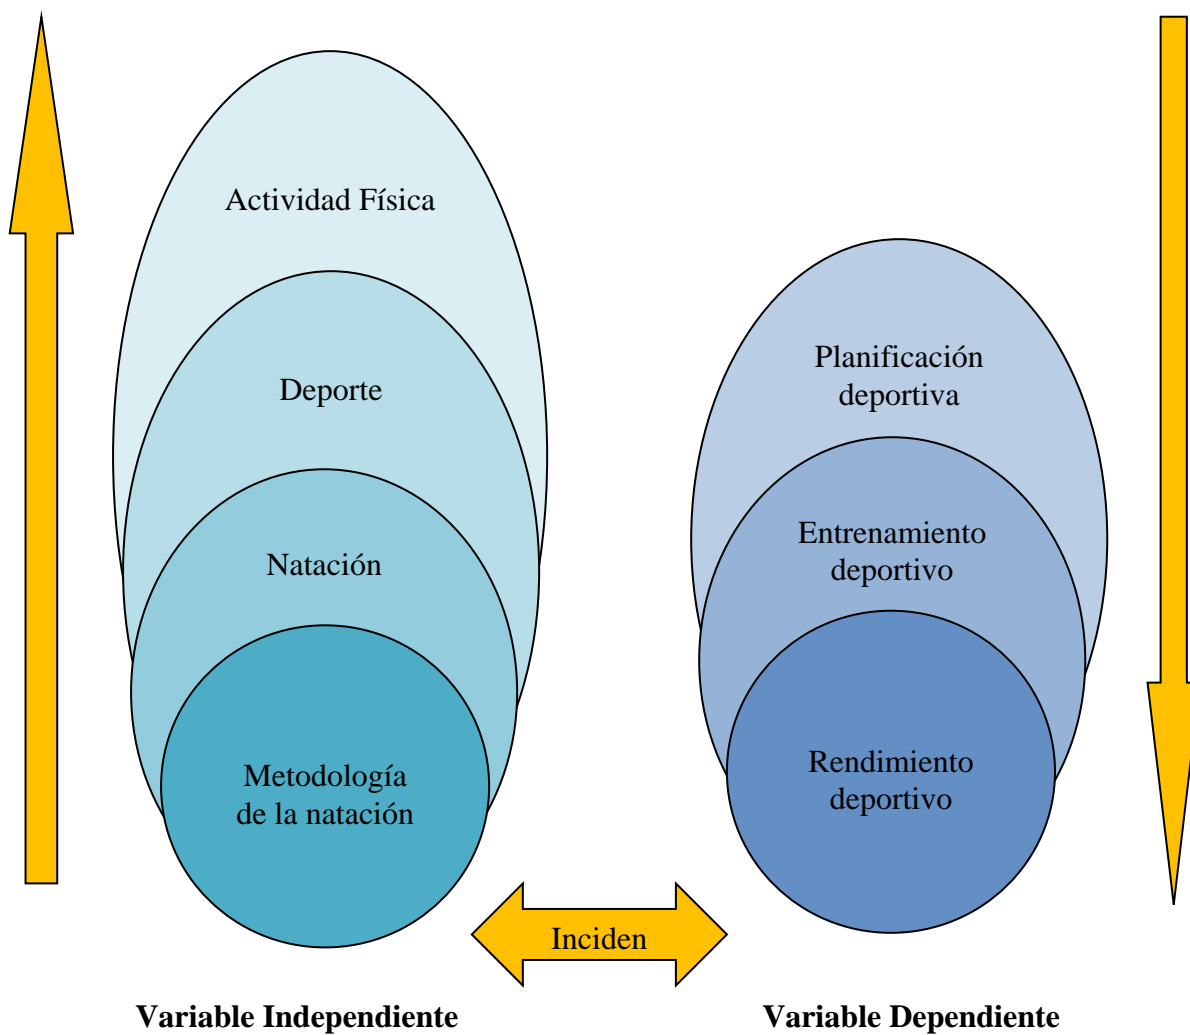 Actividad Física
Deporte
Natación
Metodología
de la natación
Planificación
deportiva
Entrenamiento
deportivo
Rendimiento
deportivo
Inciden
Variable Independiente
Variable Dependiente